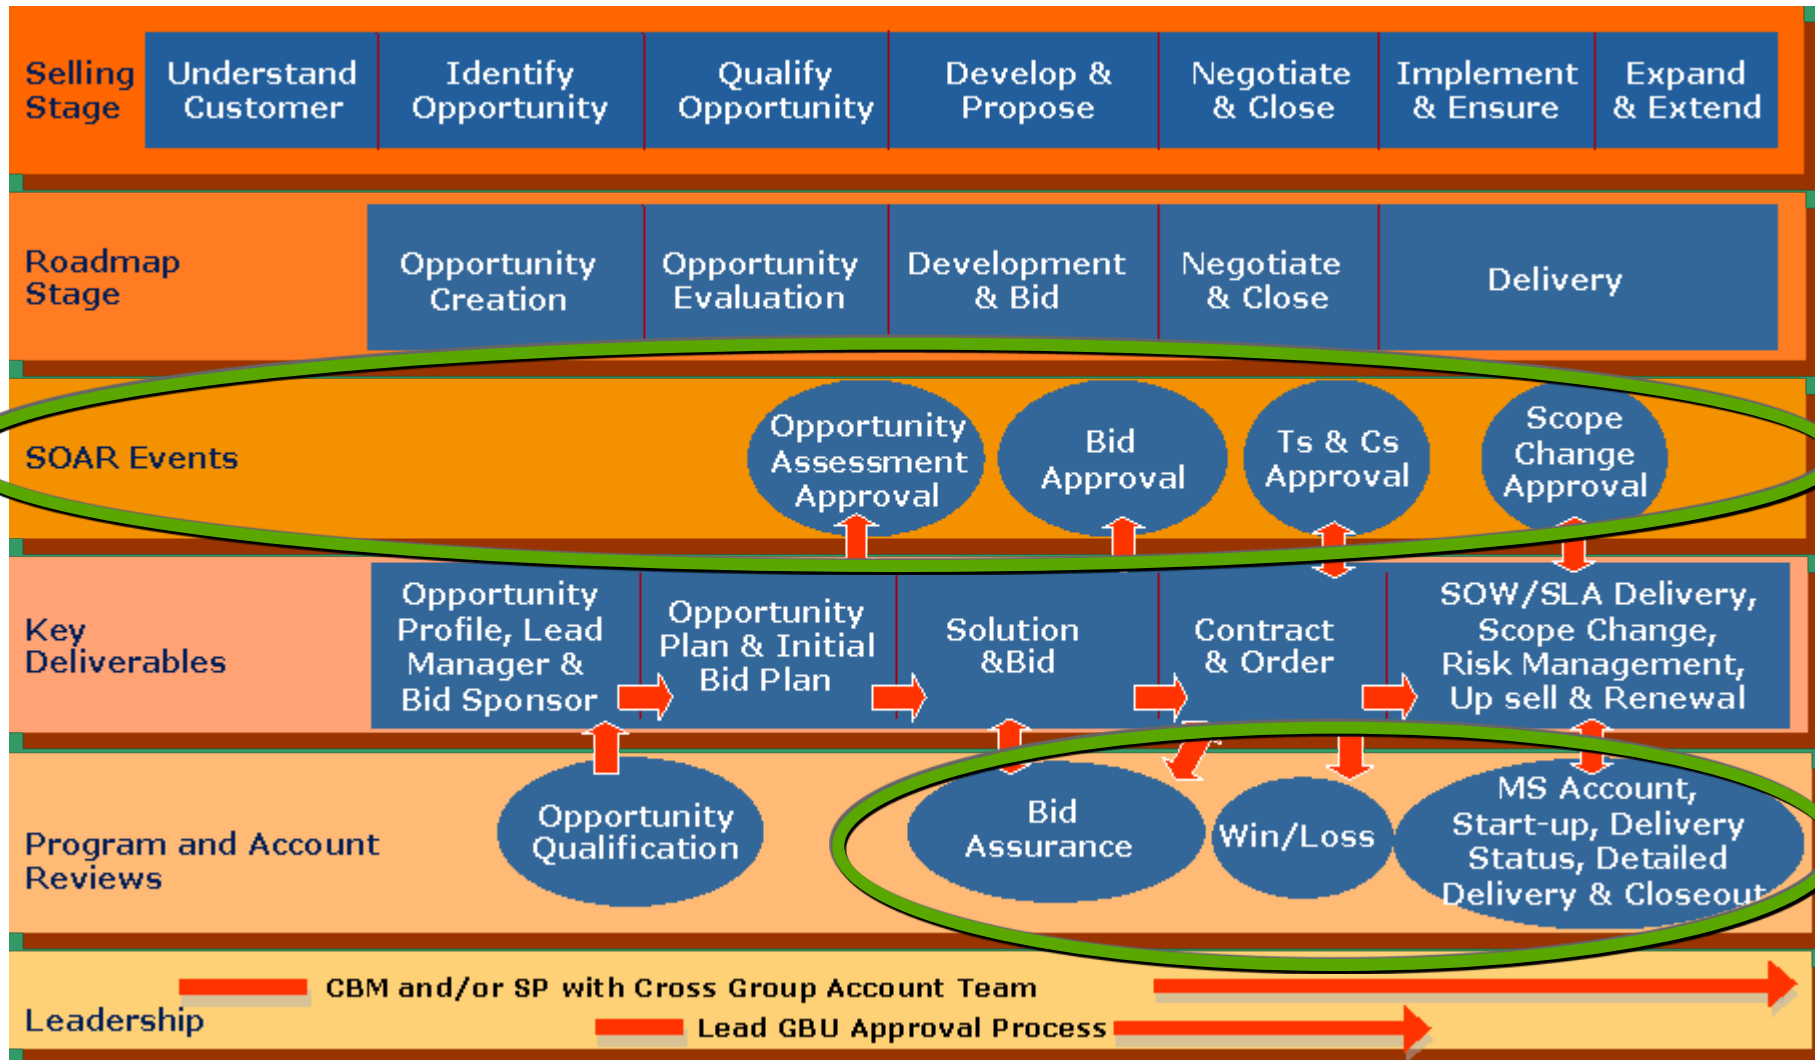 Selling
Stage
Understand
Customer
Identify
Opportunity
Qualify
Opportunity
Develop &
Propose
Negotiate
& Close
Implement
& Ensure
Expand
& Extend
Roadmap
Stage
Opportunity
Creation
Opportunity
Evaluation
Development
& Bid
Negotiate
& Close
Delivery
SOAR Events
Opportunity
Assessment
Approval
Bid
Approval
Ts & Cs
Approval
Scope
Change
Approval
Key
Deliverables
Opportunity
Profile, Lead
Manager &
Bid Sponsor
Opportunity
Plan & Initial
Bid Plan
Solution
&Bid
Contract
& Order
SOW/SLA Delivery,
Scope Change,
Risk Management,
Up sell & Renewal
Program and Account
Reviews
Opportunity
Qualification
Bid
Assurance
Win/Loss
MS Account,
Start-up, Delivery
Status, Detailed
Delivery & Closeout
Leadership
CBM and/or SP with Cross Group Account Team
Lead GBU Approval Process